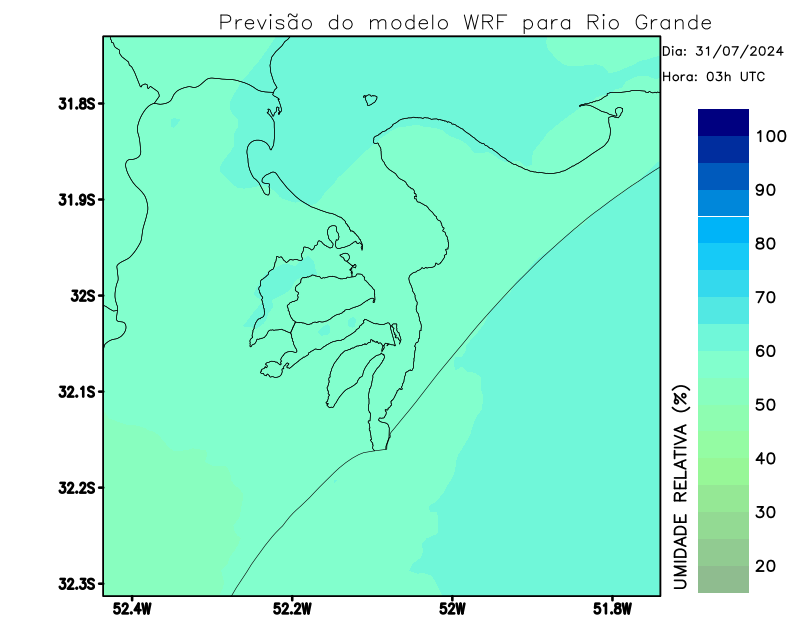 Previsão do modelo WRF para Rio Grande
Dia: 31/07/2024
Hora: 03h UTC
31.8S
31.9S
32S
32.1S
32.2S
32.3S
52.4W
52.2W
52W
51.8W
100
90
80
70
60
50
40
30
20
UMIDADE RELATIVA (%)